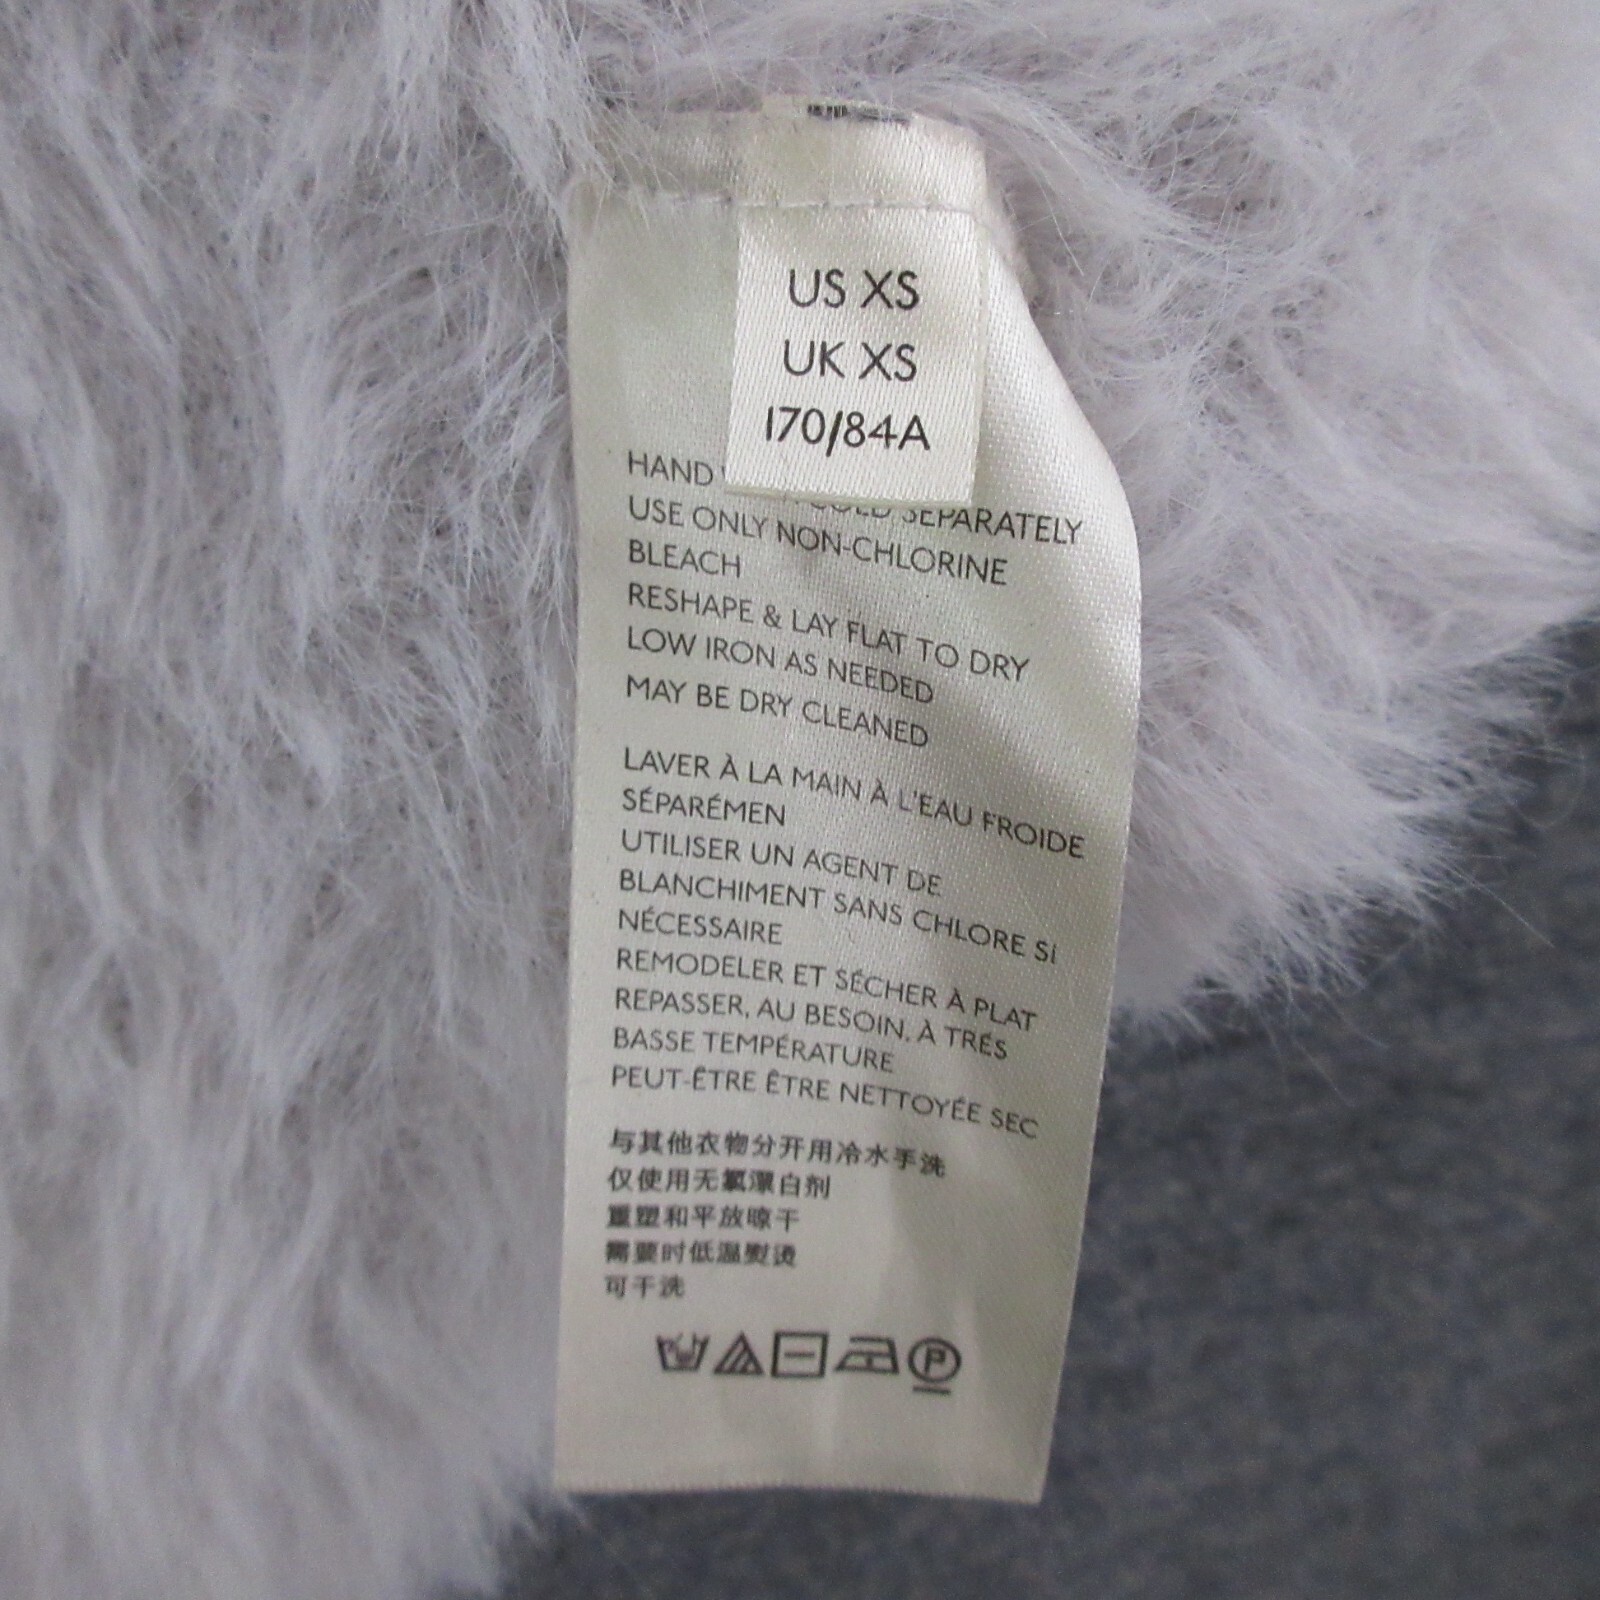 US XS
UK XS
170/84A
HAND COLD SEPARATELY
USE ONLY NON-CHLORINE
BLEACH
RESHAPE & LAY FLAT TO DRY
LOW IRON AS NEEDED
MAY BE DRY CLEANED
LAVER À LA MAIN À L'EAU FROIDE
SÉPARÉMEN
UTILISER UN AGENT DE
BLANCHIMENT SANS CHLORE SI
NÉCESSAIRE
REMODELER ET SÉCHER À PLAT
REPASSER, AU BESOIN, À TRÉS
BASSE TEMPÉRATURE
PEUT-ÊTRE ÊTRE NETTOYÉE SEC
与其他衣物分开用冷水手洗
仅使用无氯漂白剂
重塑和平放晾干
需要时低温熨烫
可干洗
P